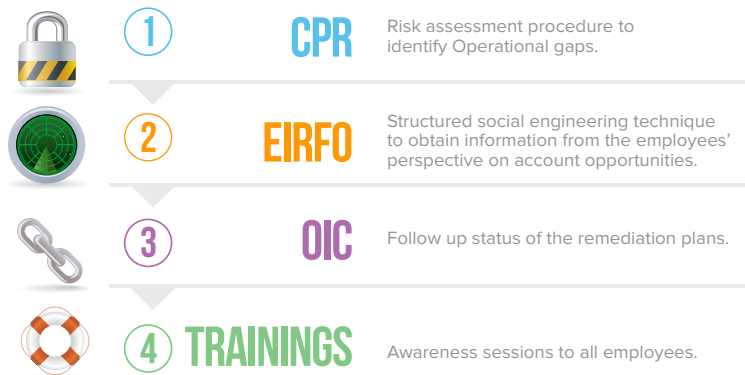 1
CPR
Risk assessment procedure to
identify Operational gaps.
2
EIRFO
Structured social engineering technique
to obtain information from the employees'
perspective on account opportunities.
3
OIC
Follow up status of the remediation plans.
4
TRAININGS
Awareness sessions to all employees.